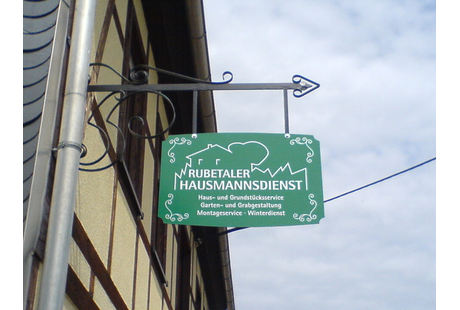 RUBETALER
HAUSMANNSDIENST
Haus- und Grundstücksservice
Garten- und Grabgestaltung
Montageservice · Winterdienst